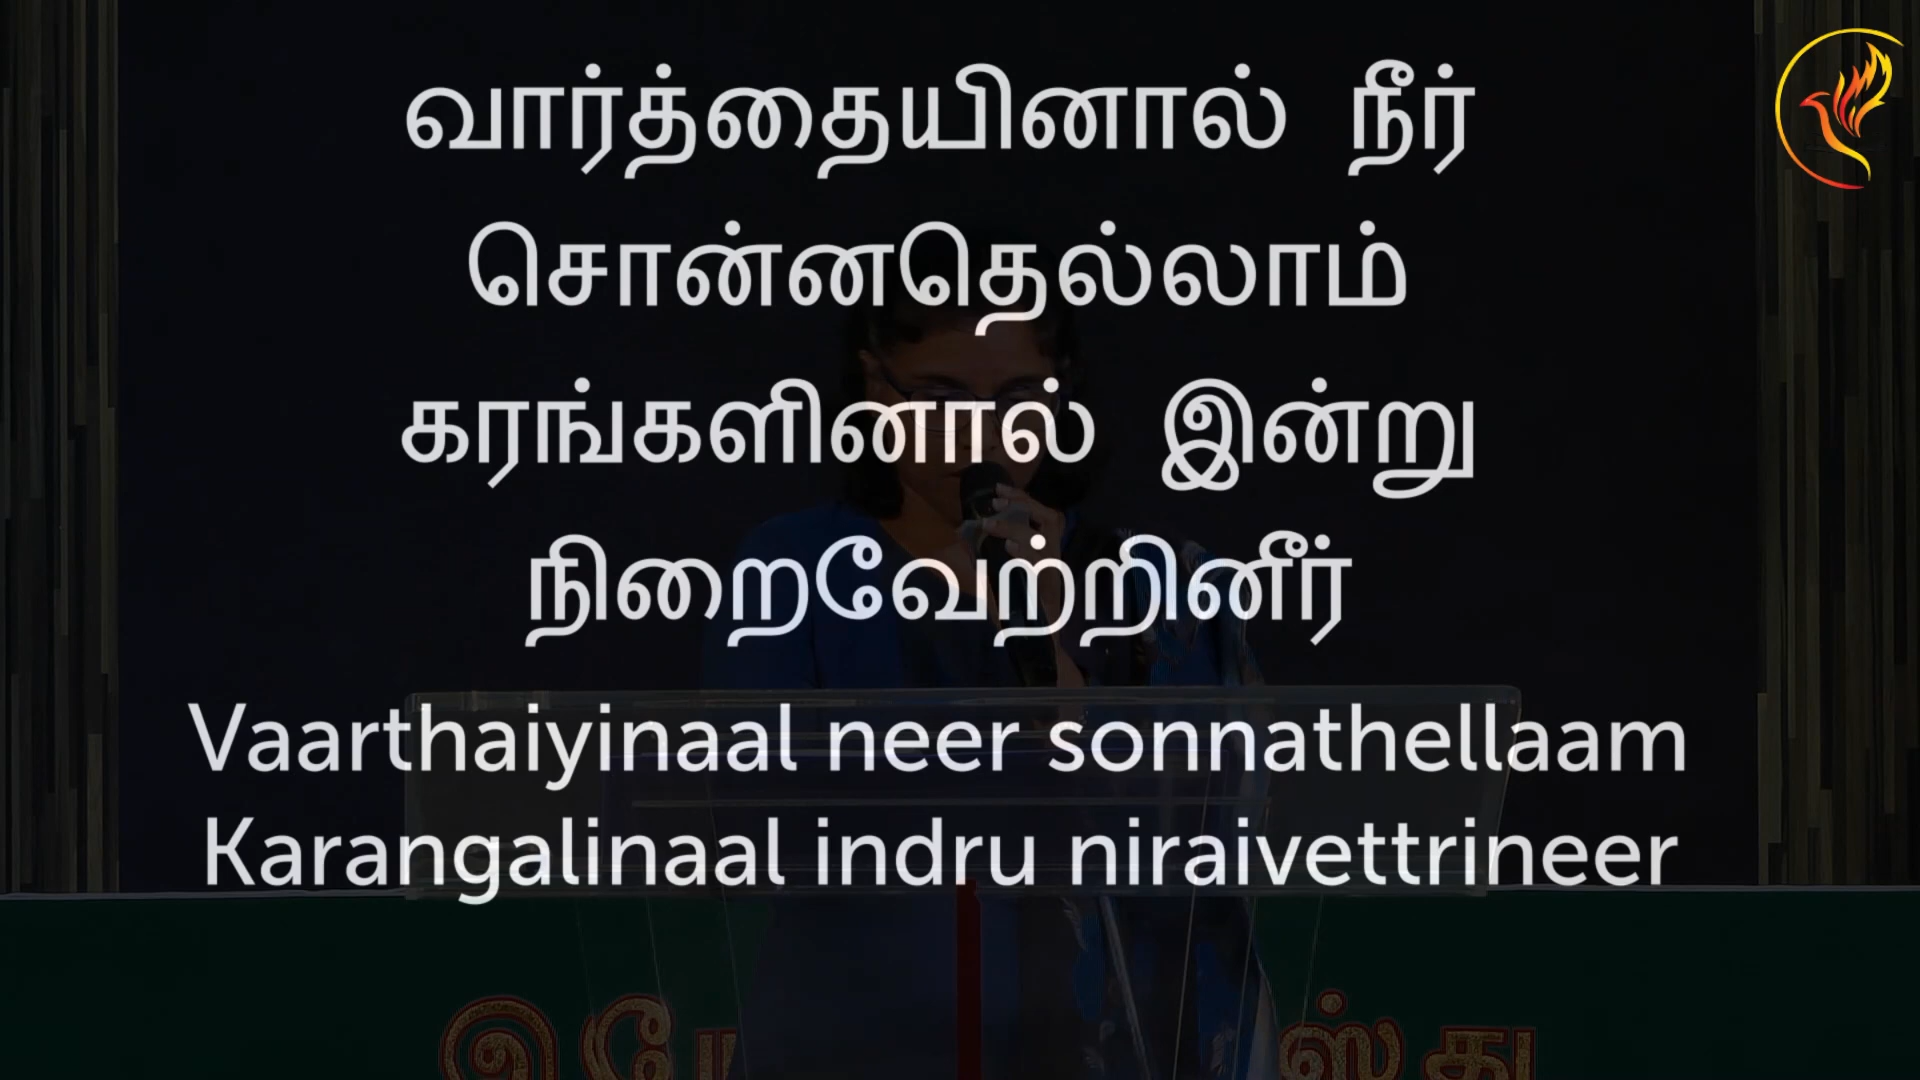 வார்த்தையினால் நீர்
சொன்னதெல்லாம்
கரங்களினால் இன்று
நிறைவேற்றினீர்
Vaarthaiyinaal neer sonnathellaam
Karangalinaal indru niraivettrineer